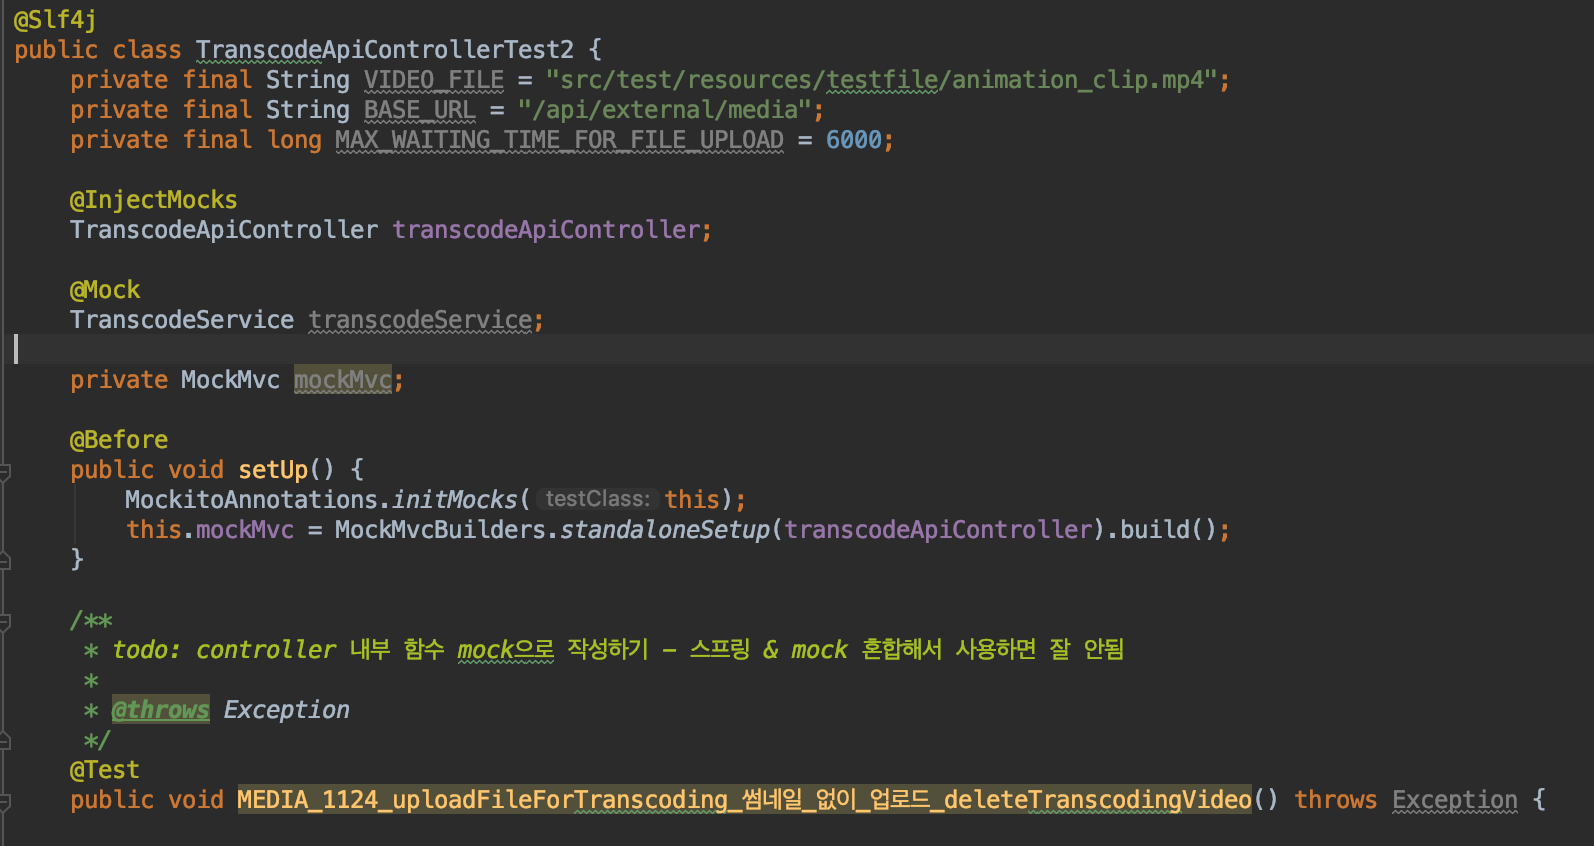 @Slf4j
public class TranscodeApiControllerTest2 {
private final String VIDEO_FILE = "src/test/resources/testfile/animation_clip.mp4";
private final String BASE_URL = "/api/external/media";
private final long MAX_WAITING_TIME_FOR_FILE_UPLOAD = 6000;
@InjectMocks
TranscodeApiController transcodeApiController;
@Mock
TranscodeService transcodeService;
private MockMvc mockMvc;
@Before
public void setUp() {
MockitoAnnotations.initMocks( testClass: this);
this.mockMvc = MockMvcBuilders.standaloneSetup(transcodeApiController).build();
}
/**
* todo: controller 내부 함수 mock으로 작성하기 - 스프링 & mock 혼합해서 사용하면 잘 안됨
*
* @throws Exception
*/
@Test
public void MEDIA_1124_uploadFileForTranscoding_썸네일_없이_업로드_deleteTranscodingVideo() throws Exception {